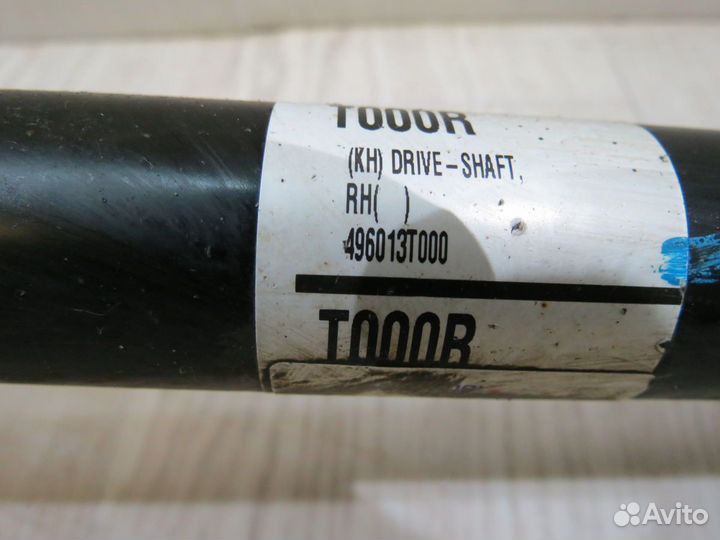 T000R
(KH) DRIVE-SHAFT,
RH( )
496013T000
T000R
Avito